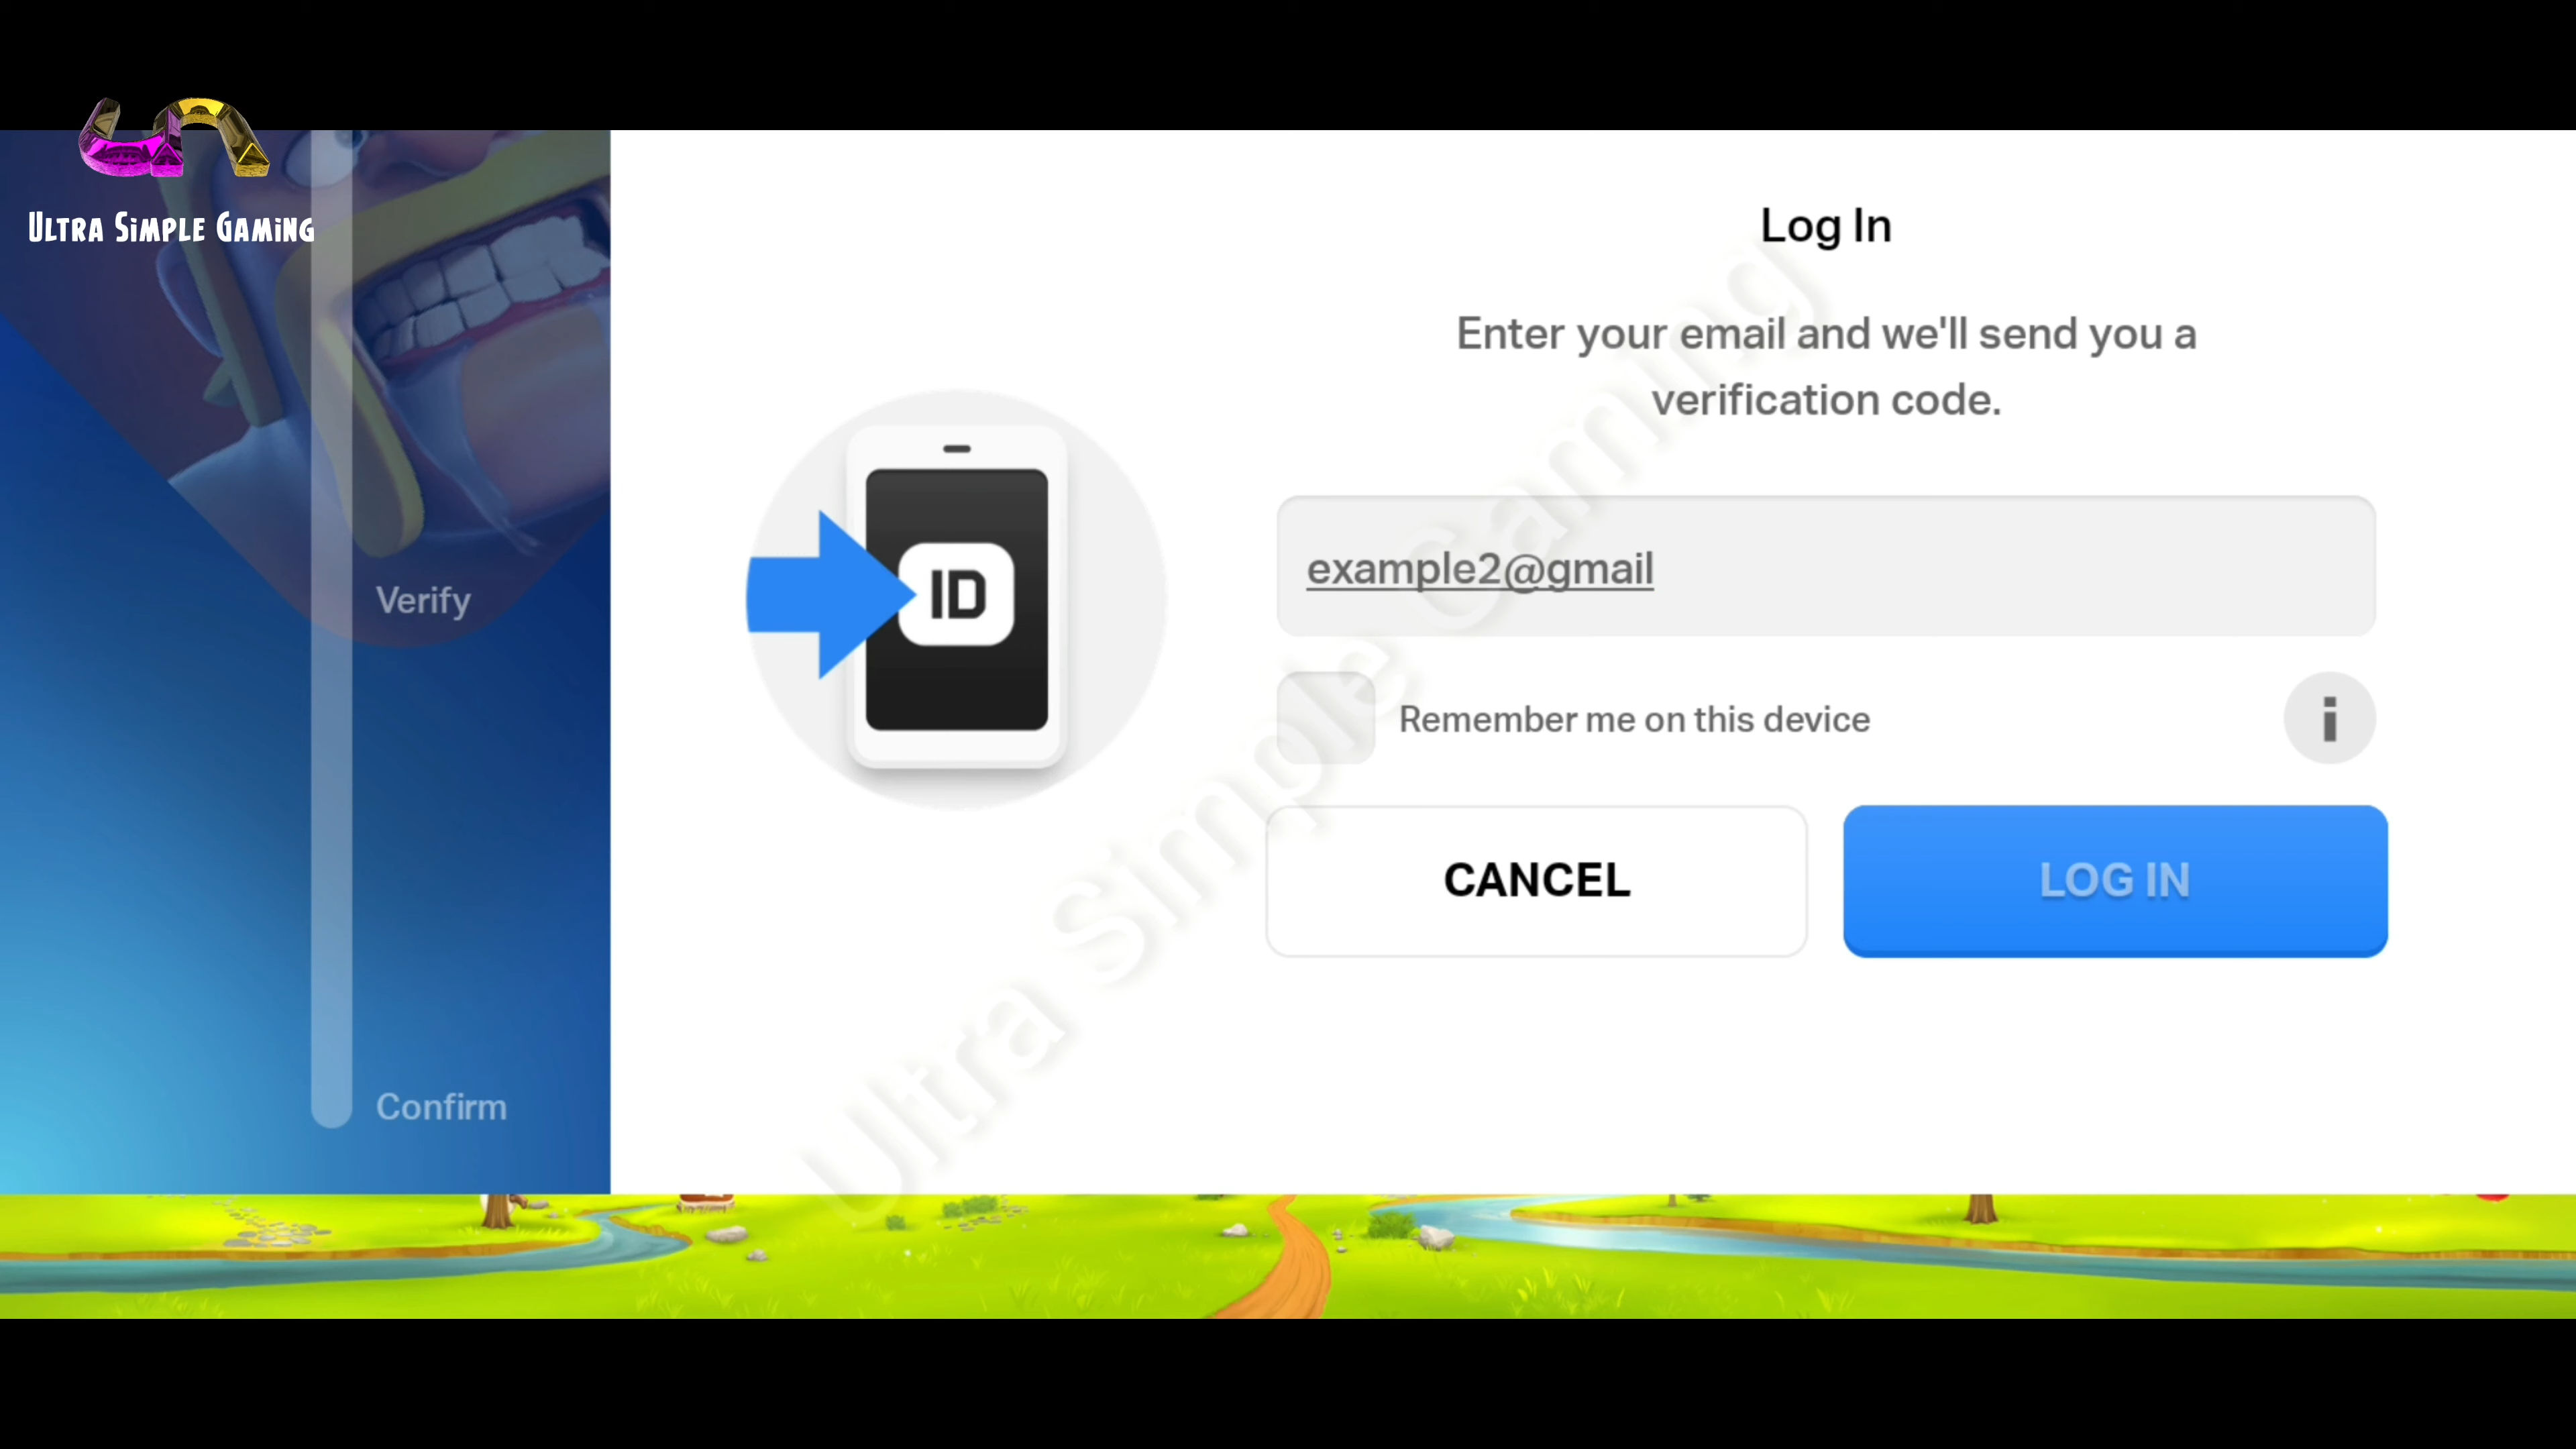 Ultra Simple Gaming
Log In
Enter your email and we'll send you a
verification code.
ID
example2@gmail
Verify
Remember me on this device
i
CANCEL
LOG IN
Confirm
Ultra Simple Gaming